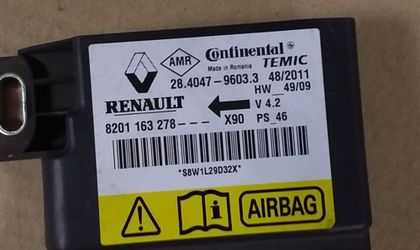 AMR Continental
Made in Romania TEMIC
28.4047-9603.3 48/2011
HW__49/09
RENAULT V 4.2
8201 163 278--- X90 PS_46
*S8W1L29D32X*
i AIRBAG